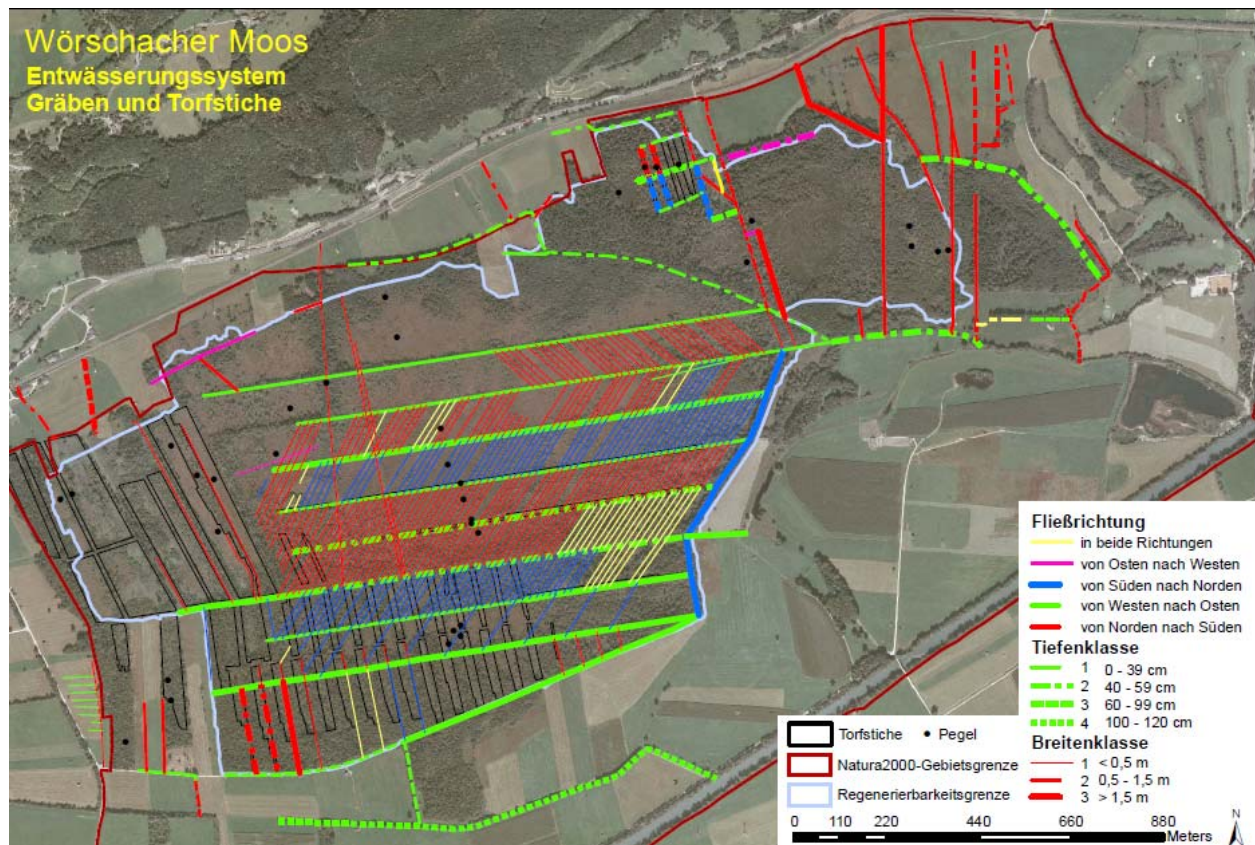 Wörschacher Moos
Entwässerungssystem
Gräben und Torfstiche
Fließrichtung
in beide Richtungen
von Osten nach Westen
von Süden nach Norden
von Westen nach Osten
von Norden nach Süden
Tiefenklasse
1 0 - 39 cm
2 40 - 59 cm
3 60 - 99 cm
4 100 - 120 cm
Breitenklasse
1 < 0,5 m
2 0,5 - 1,5 m
3 > 1,5 m
Torfstiche Pegel
Natura2000-Gebietsgrenze
Regenerierbarkeitsgrenze
0 110 220 440 660 880
Meters
N